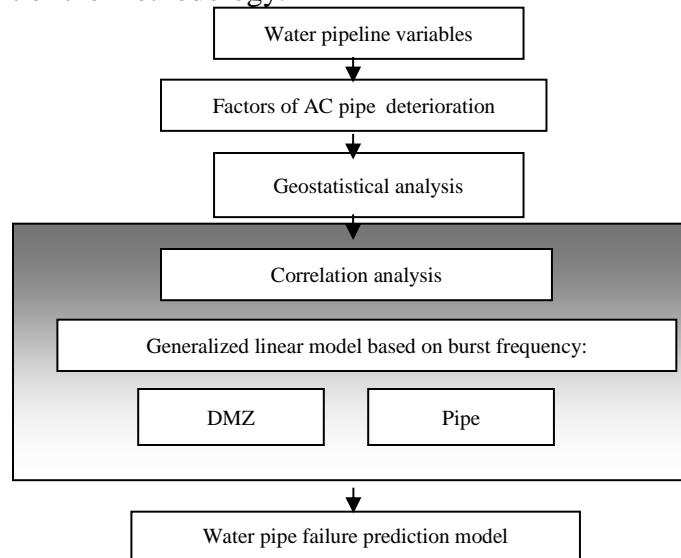 Water pipeline variables
Factors of AC pipe deterioration
Geostatistical analysis
Correlation analysis
Generalized linear model based on burst frequency:
DMZ Pipe
Water pipe failure prediction model